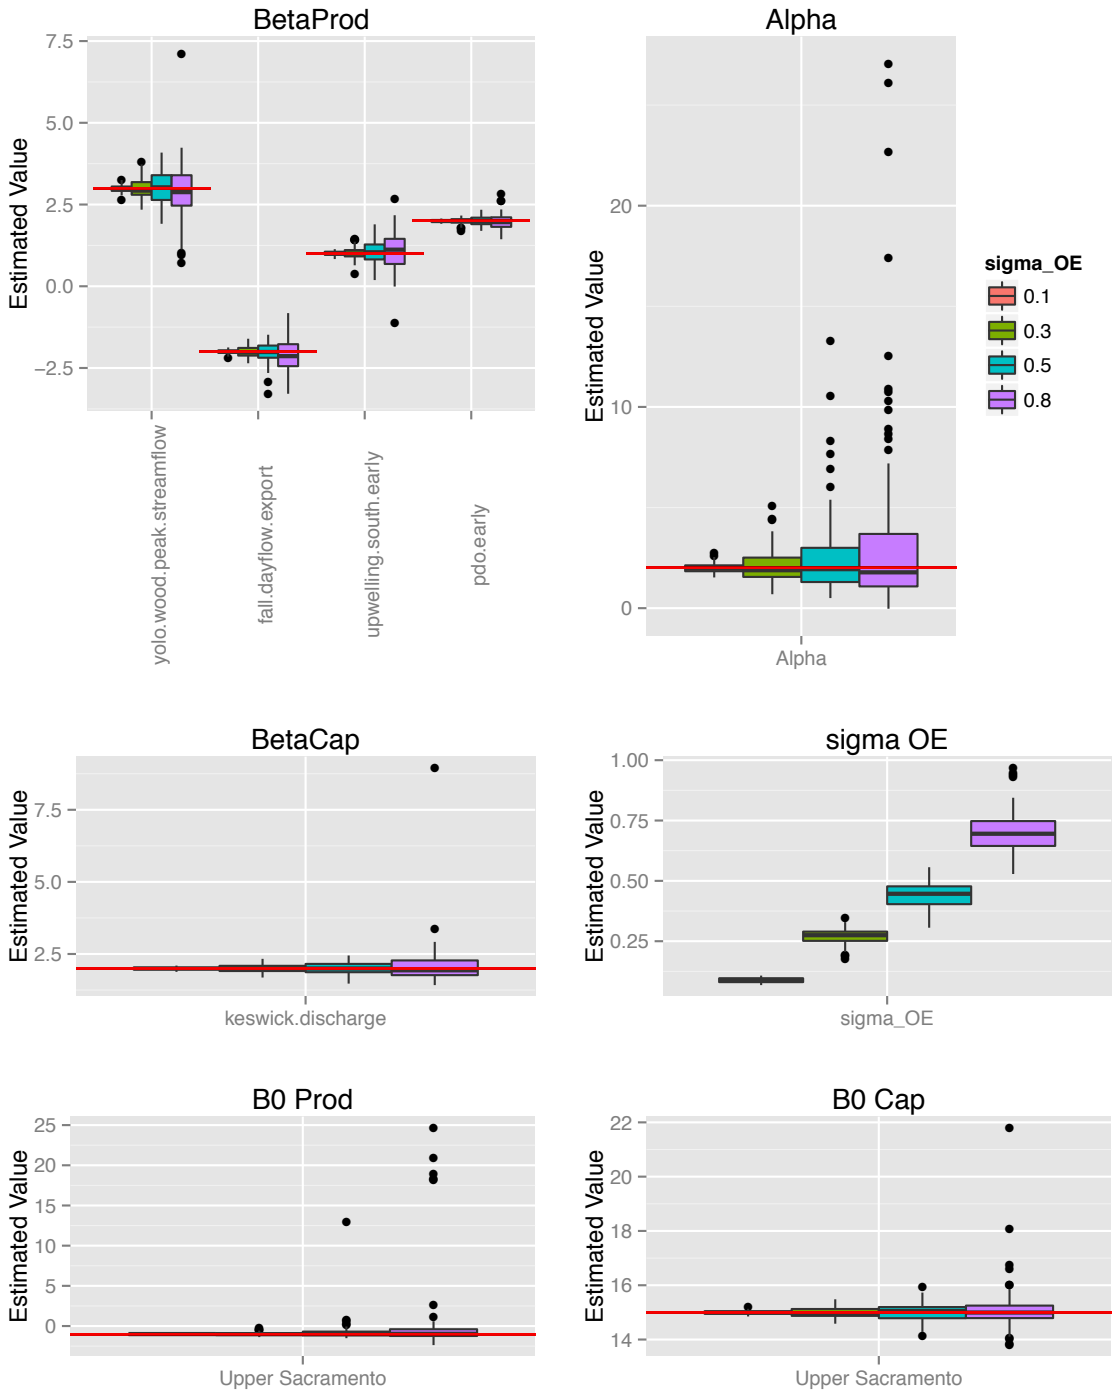 BetaProd
Estimated Value
7.5
5.0
2.5
0.0
−2.5
yolo.wood.peak.streamflow
fall.dayflow.export
upwelling.south.early
pdo.early
Alpha
Estimated Value
20
10
0
Alpha
sigma_OE
0.1
0.3
0.5
0.8
BetaCap
Estimated Value
7.5
5.0
2.5
keswick.discharge
sigma OE
Estimated Value
1.00
0.75
0.50
0.25
sigma_OE
B0 Prod
Estimated Value
25
20
15
10
5
0
Upper Sacramento
B0 Cap
Estimated Value
22
20
18
16
14
Upper Sacramento